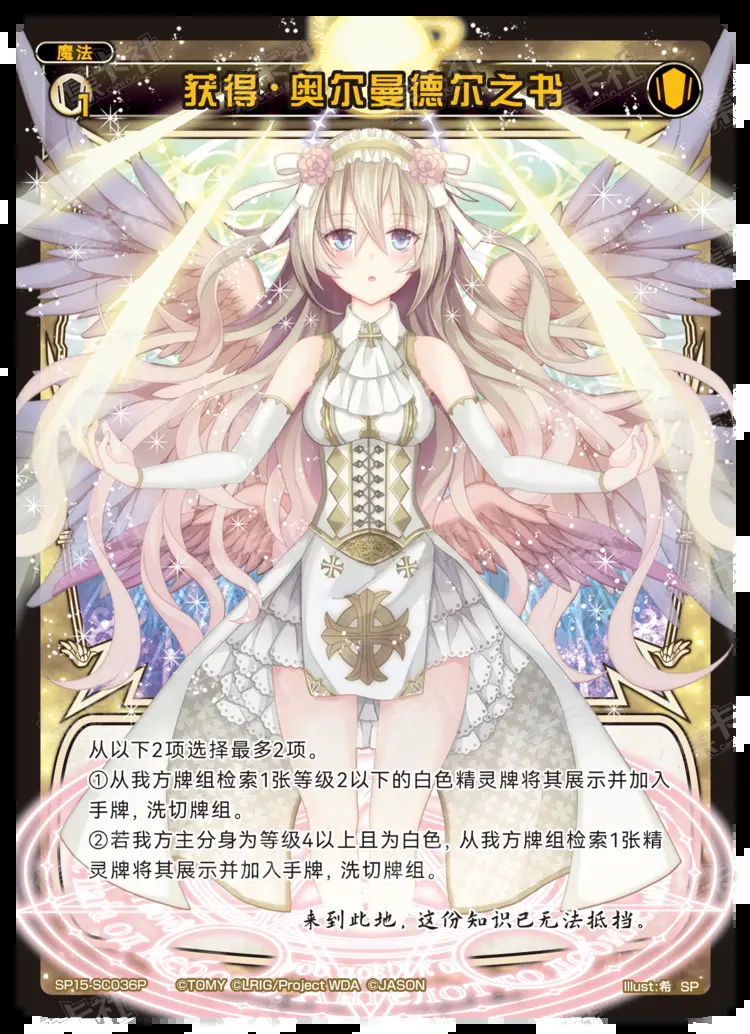 魔法
1
获得·奥尔曼德尔之书
从以下2项选择最多2项。
①从我方牌组检索1张等级2以下的白色精灵牌将其展示并加入
手牌,洗切牌组。
②若我方主分身为等级4以上且为白色,从我方牌组检索1张精
灵牌将其展示并加入手牌,洗切牌组。
来到此地,这份知识已无法抵挡。
SP15-SC036P ©TOMY ©LRIG/Project WDA ©JASON Illust:希 SP